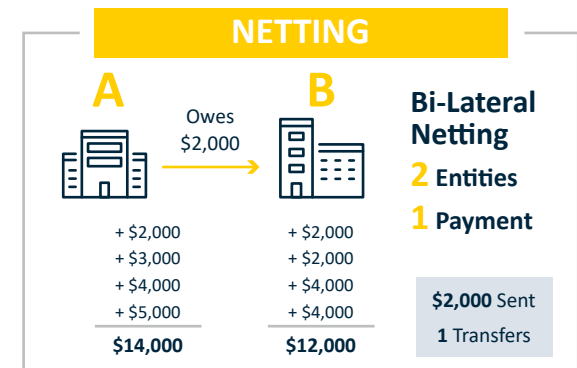 NETTING
A
B
Owes
$2,000
Bi-Lateral
Netting
2 Entities
1 Payment
+ $2,000
+ $3,000
+ $4,000
+ $5,000
$14,000
+ $2,000
+ $2,000
+ $4,000
+ $4,000
$12,000
$2,000 Sent
1 Transfers